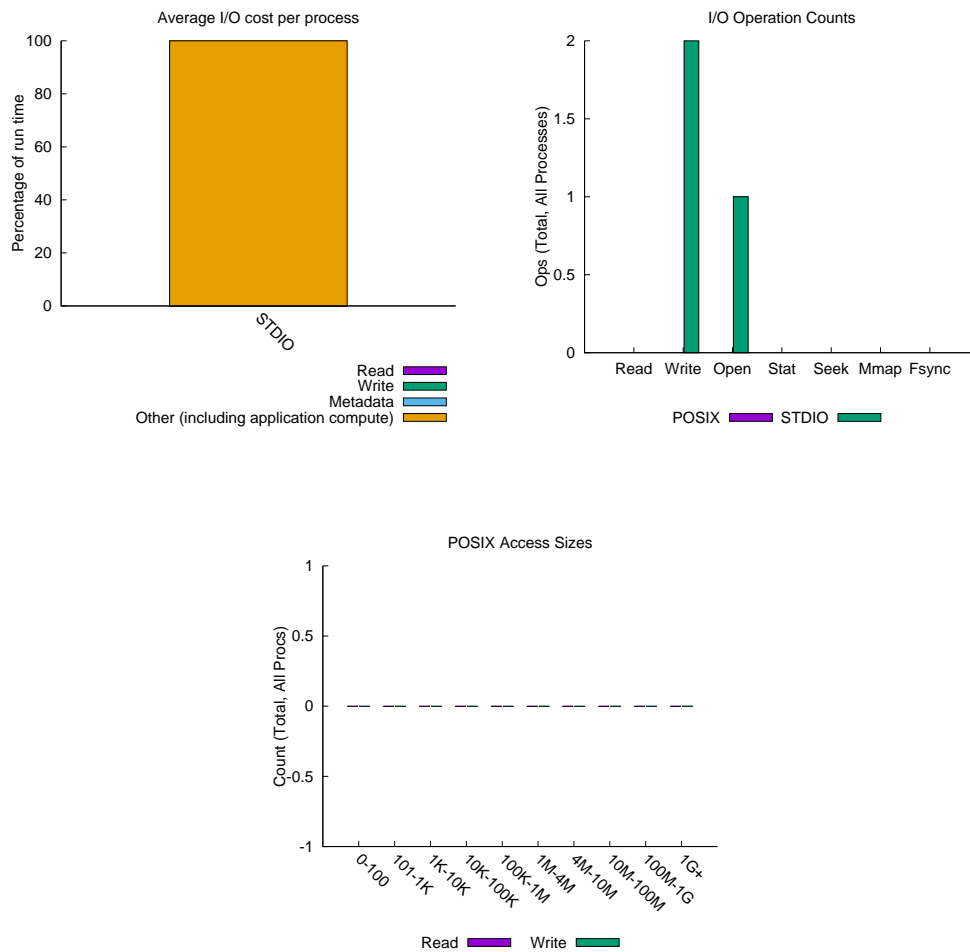 Average I/O cost per process
Percentage of run time
100
80
60
40
20
0
STDIO
Read
Write
Metadata
Other (including application compute)
I/O Operation Counts
Ops (Total, All Processes)
2
1.5
1
0.5
0
Read Write Open Stat Seek Mmap Fsync
POSIX STDIO
POSIX Access Sizes
Count (Total, All Procs)
1
0.5
0
-0.5
-1
0-100 101-1K 1K-10K 10K-100K 100K-1M 1M-4M 4M-10M 10M-100M 100M-1G 1G+
Read Write